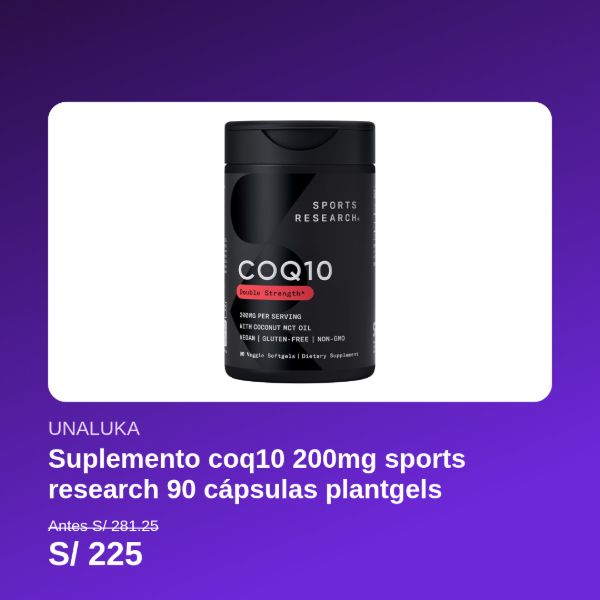 SPORTS
RESEARCH®
COQ10
Double Strength*
200MG PER SERVING
WITH COCONUT MCT OIL
VEGAN | GLUTEN-FREE | NON-GMO
90 Veggie Softgels | Dietary Supplement
UNALUKA
Suplemento coq10 200mg sports
research 90 cápsulas plantgels
Antes S/ 281.25
S/ 225